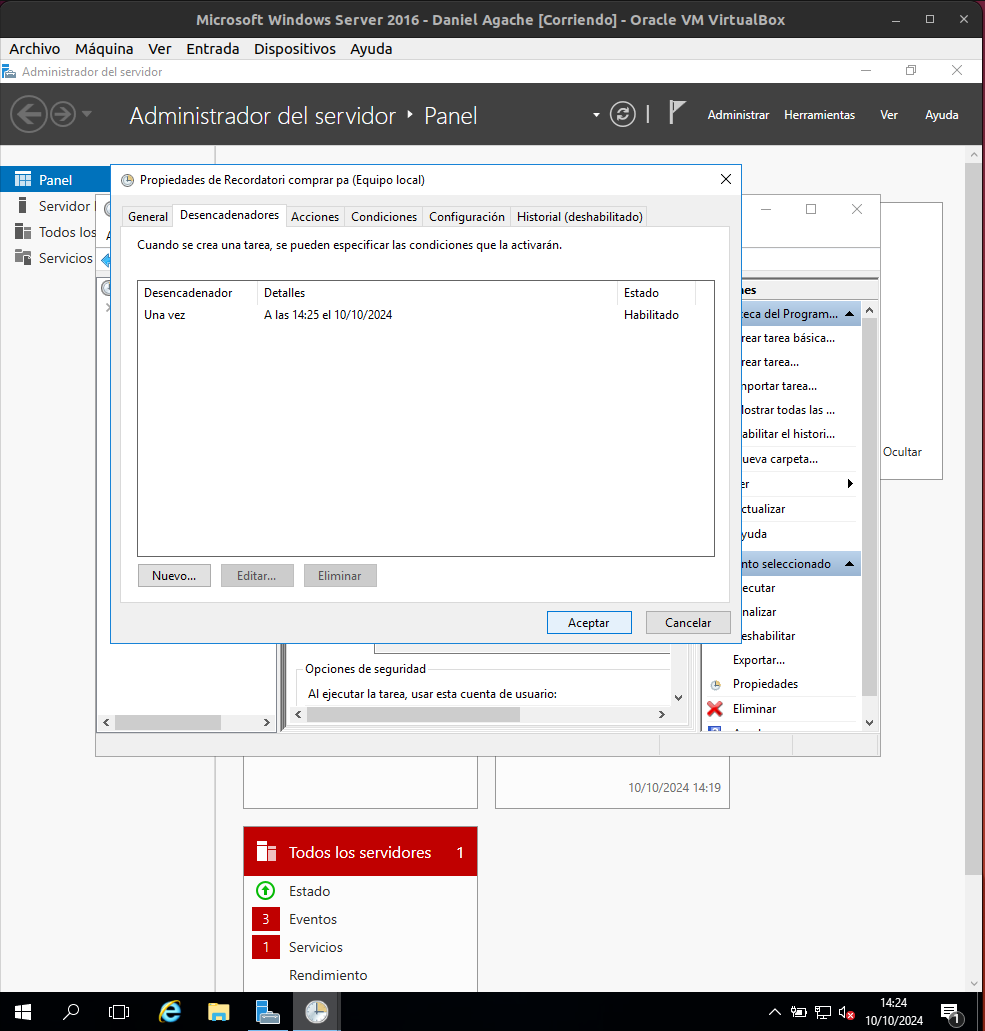 Microsoft Windows Server 2016 - Daniel Agache [Corriendo] - Oracle VM VirtualBox
Archivo Máquina Ver Entrada Dispositivos Ayuda
Administrador del servidor
Administrador del servidor Panel
Administrar Herramientas Ver Ayuda
Panel
Servidor l
Todos los
Servicios
Propiedades de Recordatori comprar pa (Equipo local)
General Desencadenadores Acciones Condiciones Configuración Historial (deshabilitado)
Cuando se crea una tarea, se pueden especificar las condiciones que la activarán.
Desencadenador Detalles Estado
Una vez A las 14:25 el 10/10/2024 Habilitado
Nuevo... Editar... Eliminar
Aceptar Cancelar
nes
teca del Program...
rear tarea básica...
rear tarea...
mportar tarea...
ostrar todas las ...
abilitar el histori...
ueva carpeta...
er
ctualizar
yuda
nto seleccionado
ecutar
nalizar
eshabilitar
Exportar...
Propiedades
Eliminar
Ocultar
Opciones de seguridad
Al ejecutar la tarea, usar esta cuenta de usuario:
10/10/2024 14:19
Todos los servidores 1
Estado
3 Eventos
1 Servicios
Rendimiento
14:24
10/10/2024
1